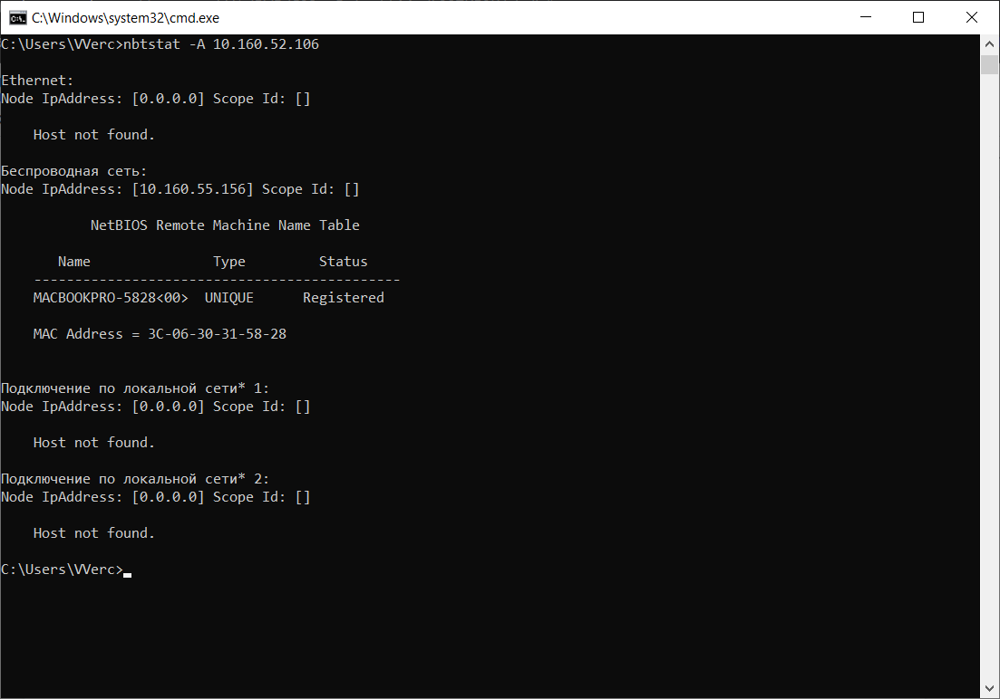 C:\Windows\system32\cmd.exe
C:\Users\VVerc>nbtstat -A 10.160.52.106
Ethernet:
Node IpAddress: [0.0.0.0] Scope Id: []
Host not found.
Беспроводная сеть:
Node IpAddress: [10.160.55.156] Scope Id: []
NetBIOS Remote Machine Name Table
Name Type Status
---------------------------------------------
MACBOOKPRO-5828<00> UNIQUE Registered
MAC Address = 3C-06-30-31-58-28
Подключение по локальной сети* 1:
Node IpAddress: [0.0.0.0] Scope Id: []
Host not found.
Подключение по локальной сети* 2:
Node IpAddress: [0.0.0.0] Scope Id: []
Host not found.
C:\Users\VVerc>